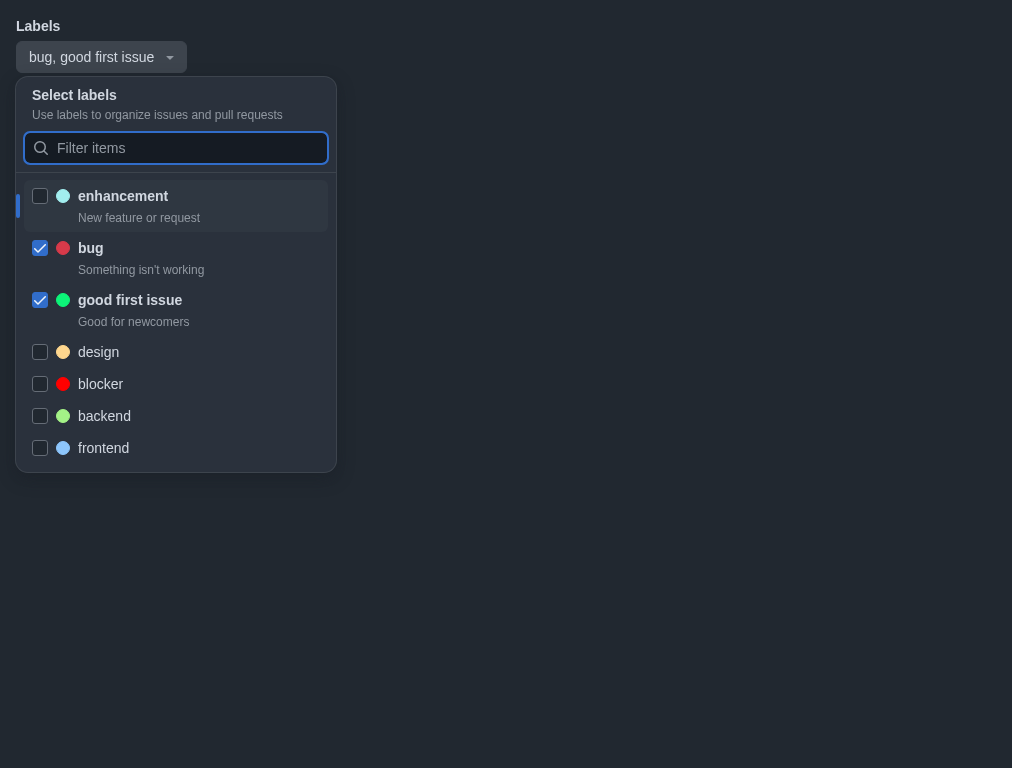 Labels
bug, good first issue
Select labels
Use labels to organize issues and pull requests
Filter items
enhancement
New feature or request
bug
Something isn't working
good first issue
Good for newcomers
design
blocker
backend
frontend